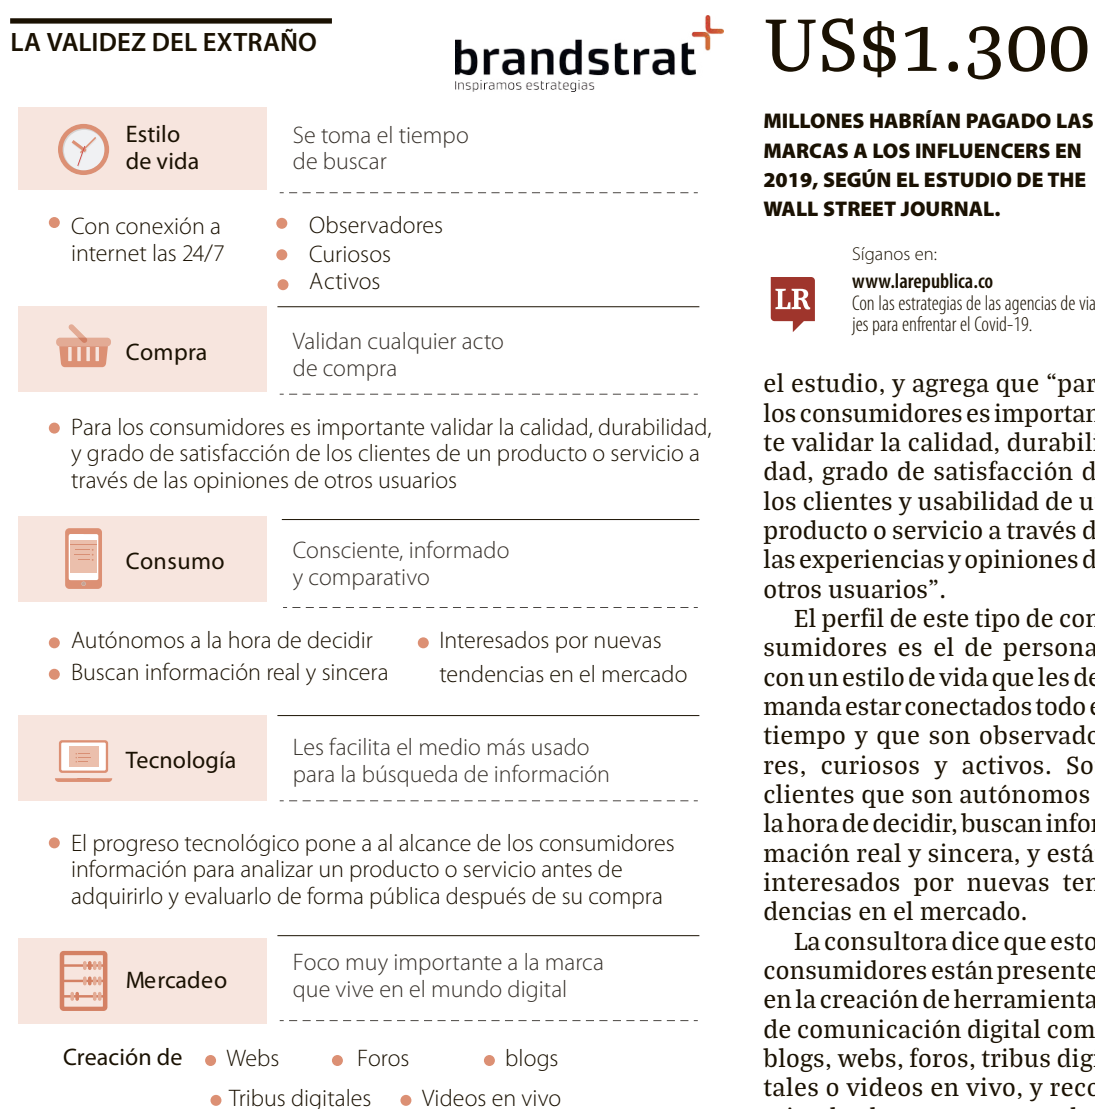 LA VALIDEZ DEL EXTRAÑO
brandstrat
Inspiramos estrategias
Estilo
de vida
Se toma el tiempo
de buscar
Con conexión a
internet las 24/7
Observadores
Curiosos
Activos
Compra
Validan cualquier acto
de compra
Para los consumidores es importante validar la calidad, durabilidad,
y grado de satisfacción de los clientes de un producto o servicio a
través de las opiniones de otros usuarios
Consumo
Consciente, informado
y comparativo
Autónomos a la hora de decidir
Buscan información real y sincera
Interesados por nuevas
tendencias en el mercado
Tecnología
Les facilita el medio más usado
para la búsqueda de información
El progreso tecnológico pone a al alcance de los consumidores
información para analizar un producto o servicio antes de
adquirirlo y evaluarlo de forma pública después de su compra
Mercadeo
Foco muy importante a la marca
que vive en el mundo digital
Creación de
Webs
Foros
blogs
Tribus digitales
Videos en vivo
US$1.300
MILLONES HABRÍAN PAGADO LAS
MARCAS A LOS INFLUENCERS EN
2019, SEGÚN EL ESTUDIO DE THE
WALL STREET JOURNAL.
LR
Síganos en:
www.larepublica.co
Con las estrategias de las agencias de via
jes para enfrentar el Covid-19.
el estudio, y agrega que “par
los consumidores es importan
te validar la calidad, durabili
dad, grado de satisfacción d
los clientes y usabilidad de u
producto o servicio a través d
las experiencias y opiniones d
otros usuarios”.
El perfil de este tipo de con
sumidores es el de persona
con un estilo de vida que les de
manda estar conectados todo e
tiempo y que son observado
res, curiosos y activos. So
clientes que son autónomos
la hora de decidir, buscan infor
mación real y sincera, y está
interesados por nuevas ten
dencias en el mercado.
La consultora dice que esto
consumidores están presente
en la creación de herramienta
de comunicación digital com
blogs, webs, foros, tribus digi
tales o videos en vivo, y reco